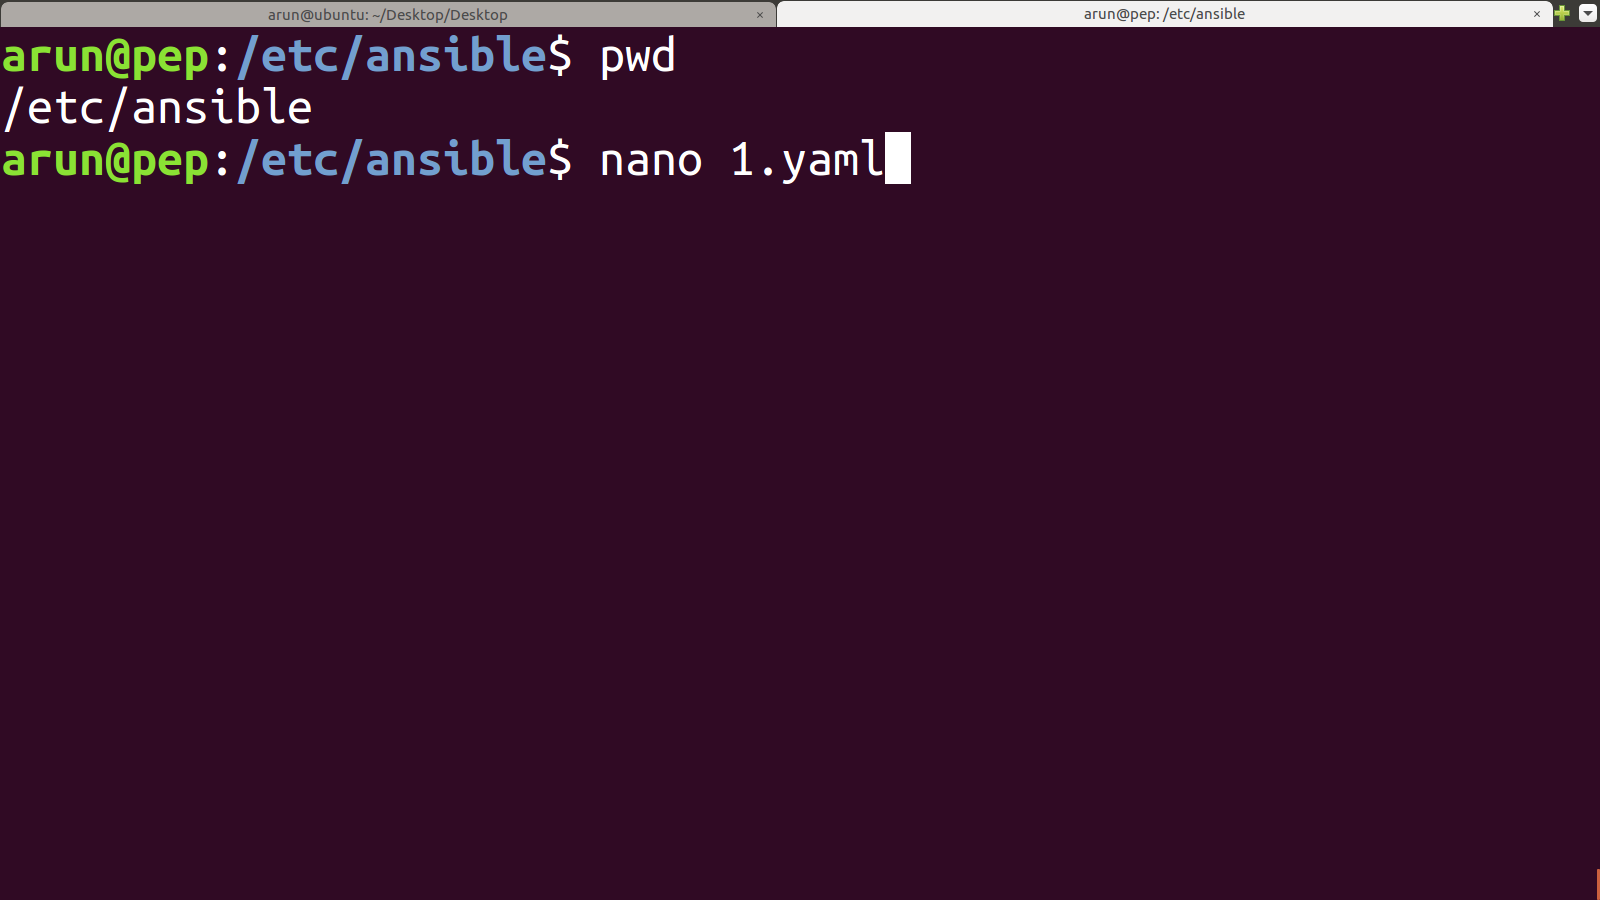 arun@ubuntu: ~/Desktop/Desktop × arun@pep: /etc/ansible ×
arun@pep:/etc/ansible$ pwd
/etc/ansible
arun@pep:/etc/ansible$ nano 1.yaml